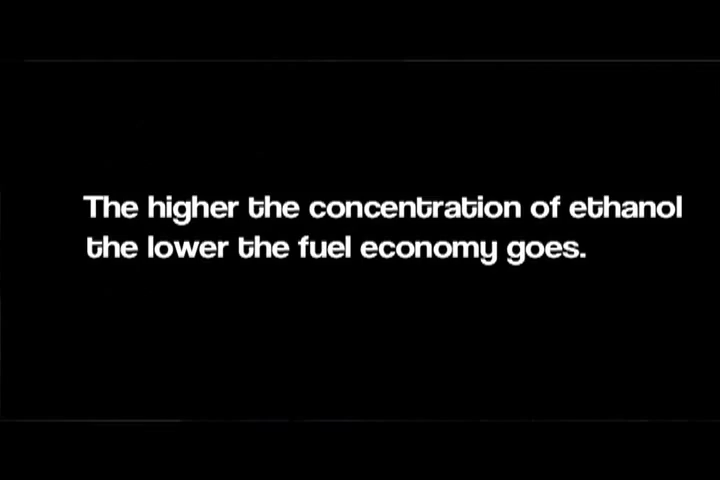 The higher the concentration of ethanol
the lower the fuel economy goes.